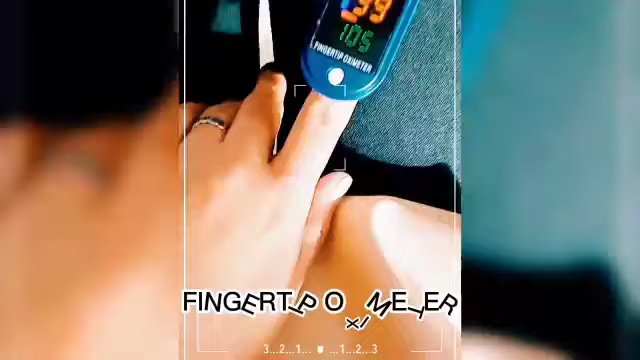 99
105
FINGERTIP OXIMETER
FINGERTIP OXIMETER
3...2...1... ...1...2...3